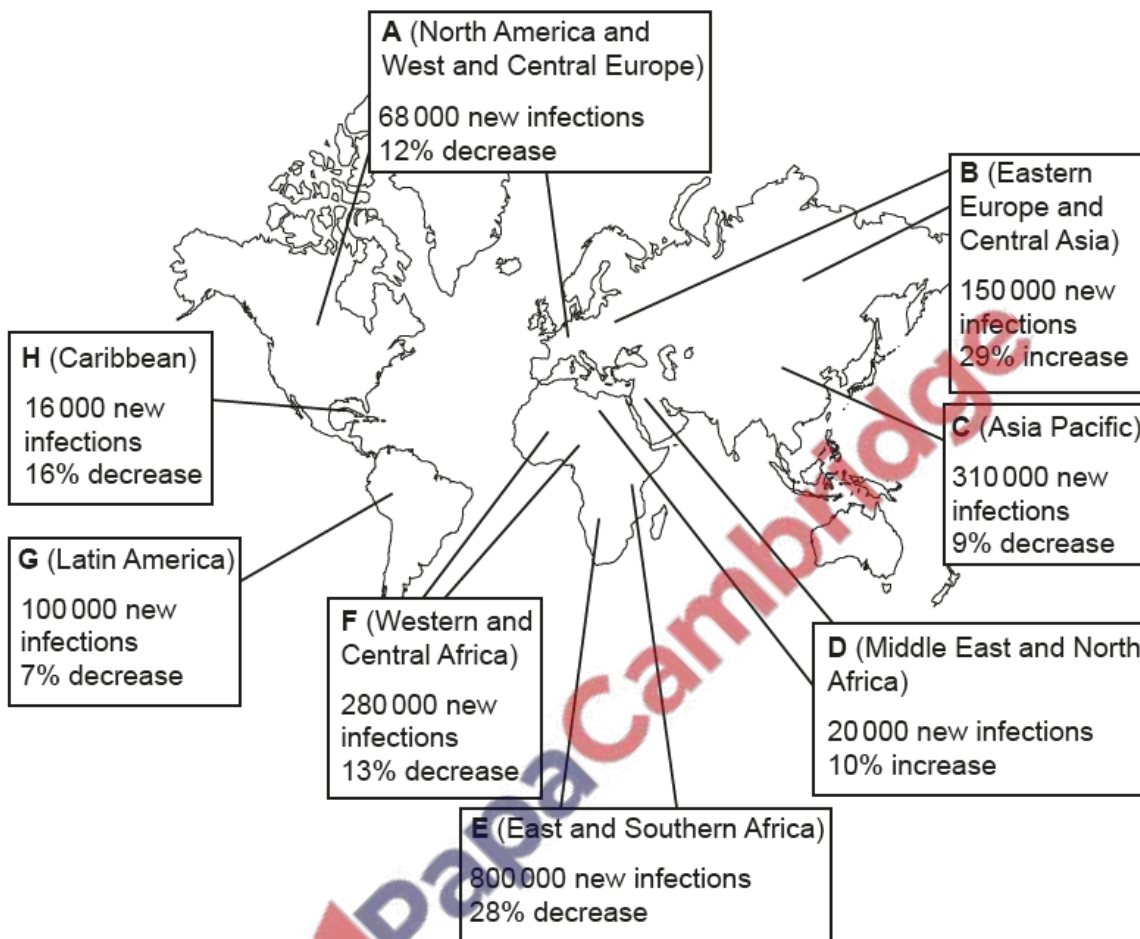 A (North America and
West and Central Europe)
68 000 new infections
12% decrease
B (Eastern
Europe and
Central Asia)
150 000 new
infections
29% increase
H (Caribbean)
16 000 new
infections
16% decrease
C (Asia Pacific)
310 000 new
infections
9% decrease
G (Latin America)
100 000 new
infections
7% decrease
F (Western and
Central Africa)
280 000 new
infections
13% decrease
D (Middle East and North
Africa)
20 000 new infections
10% increase
E (East and Southern Africa)
800 000 new infections
28% decrease
PapaCambridge